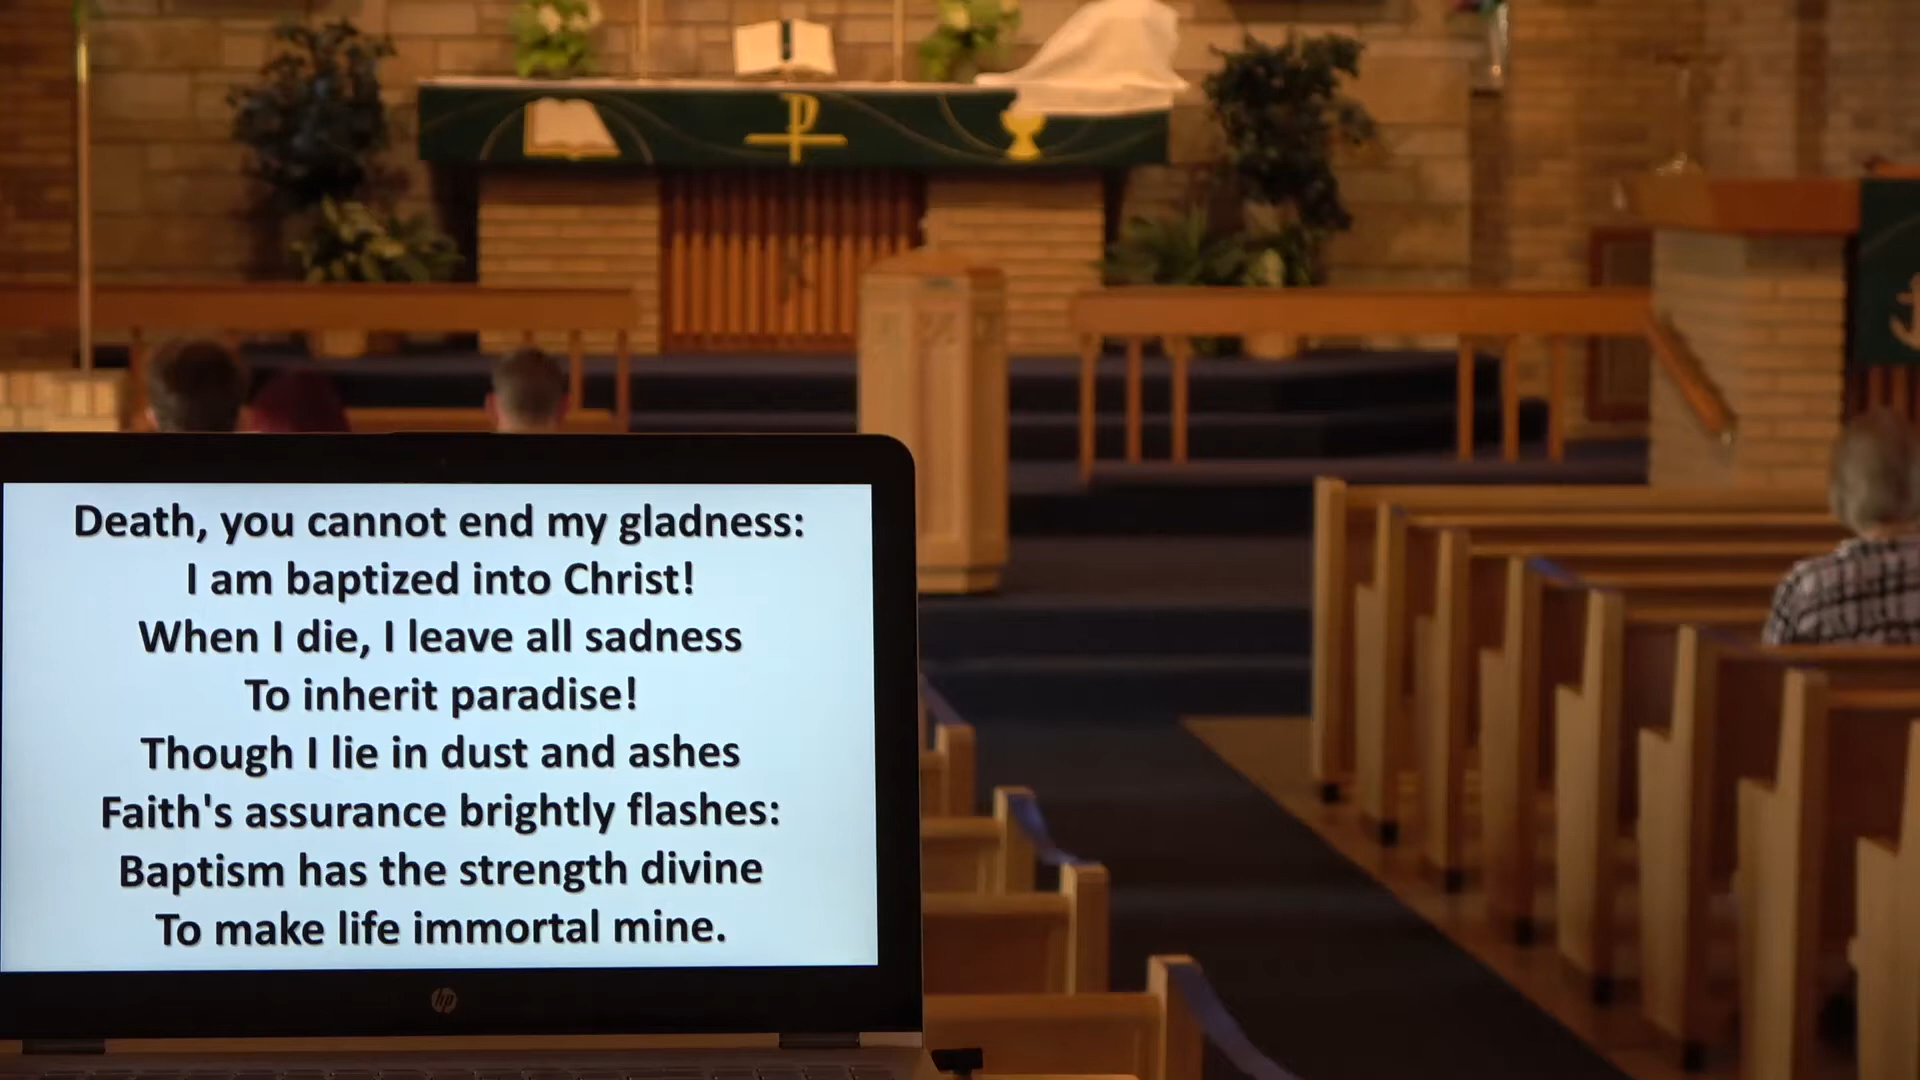 Death, you cannot end my gladness:
I am baptized into Christ!
When I die, I leave all sadness
To inherit paradise!
Though I lie in dust and ashes
Faith's assurance brightly flashes:
Baptism has the strength divine
To make life immortal mine.
hp